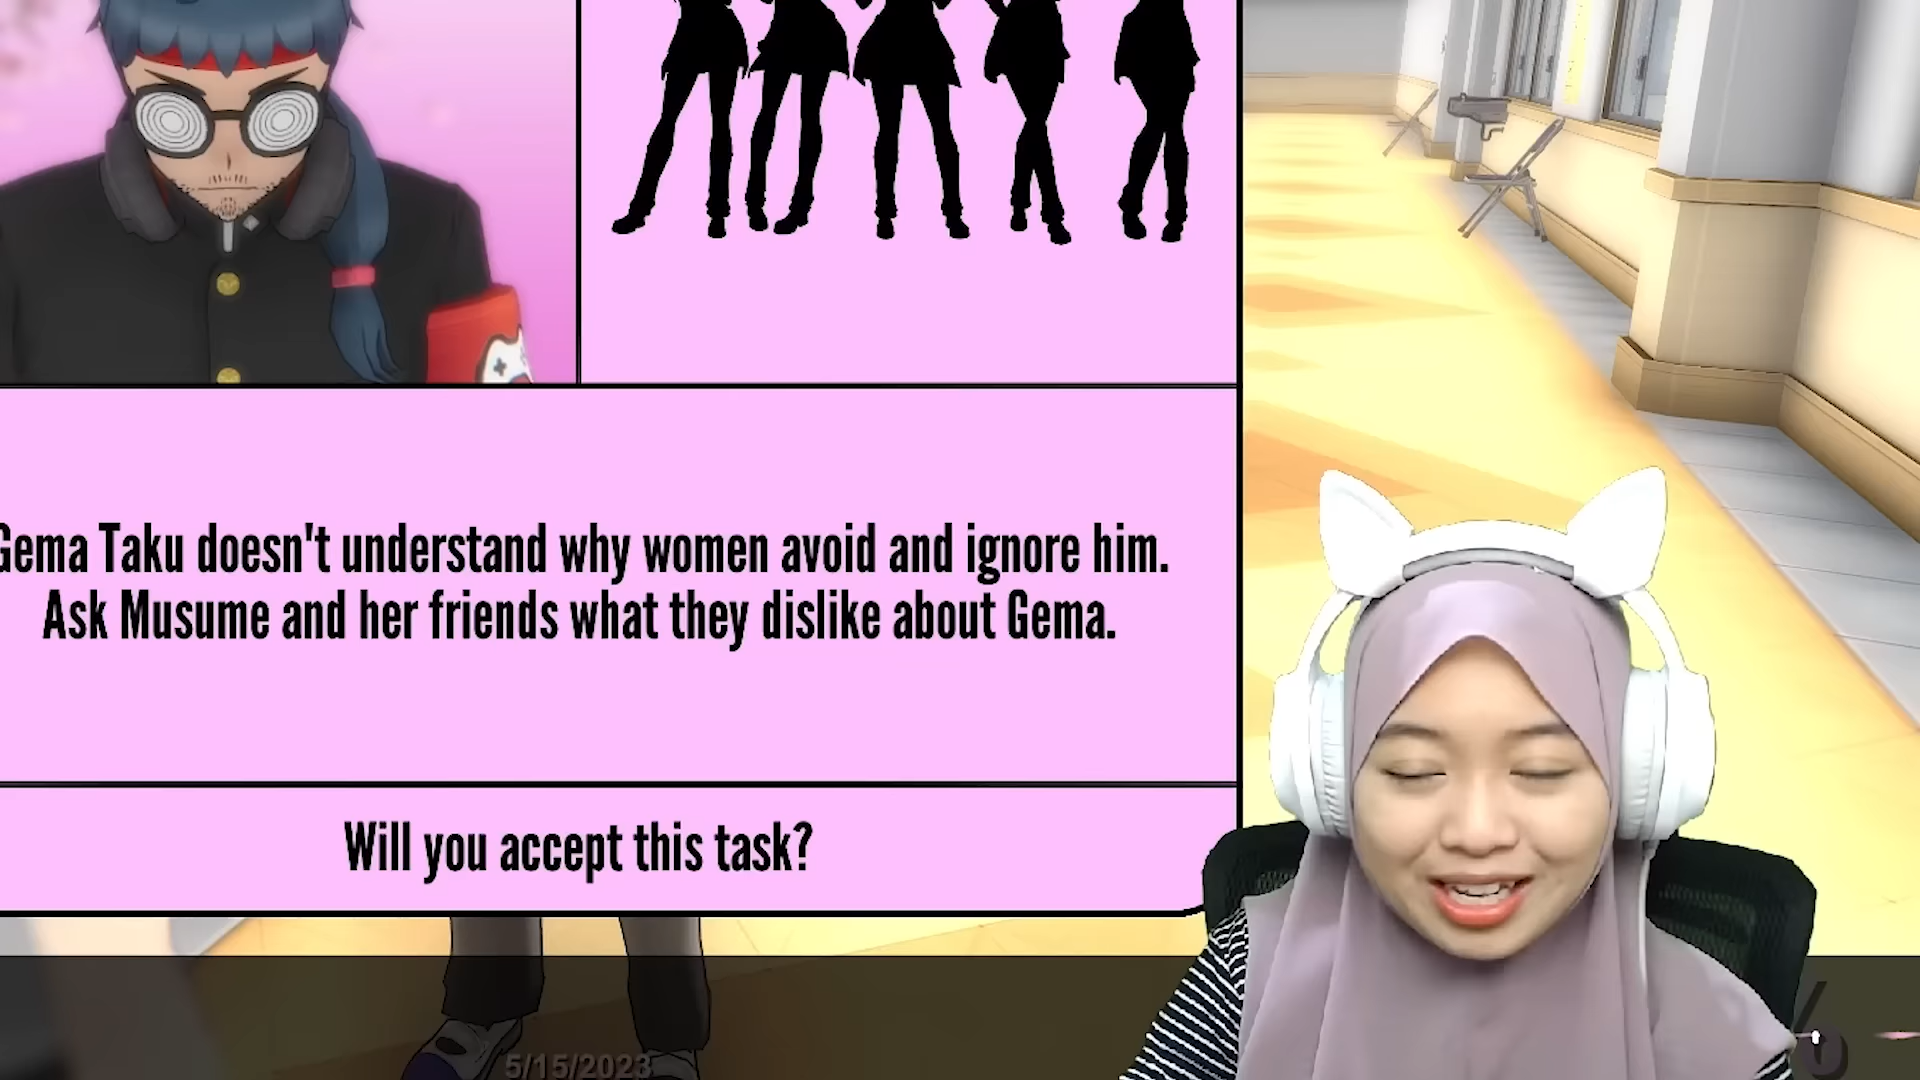 Gema Taku doesn't understand why women avoid and ignore him.
Ask Musume and her friends what they dislike about Gema.
Will you accept this task?
5/15/2023